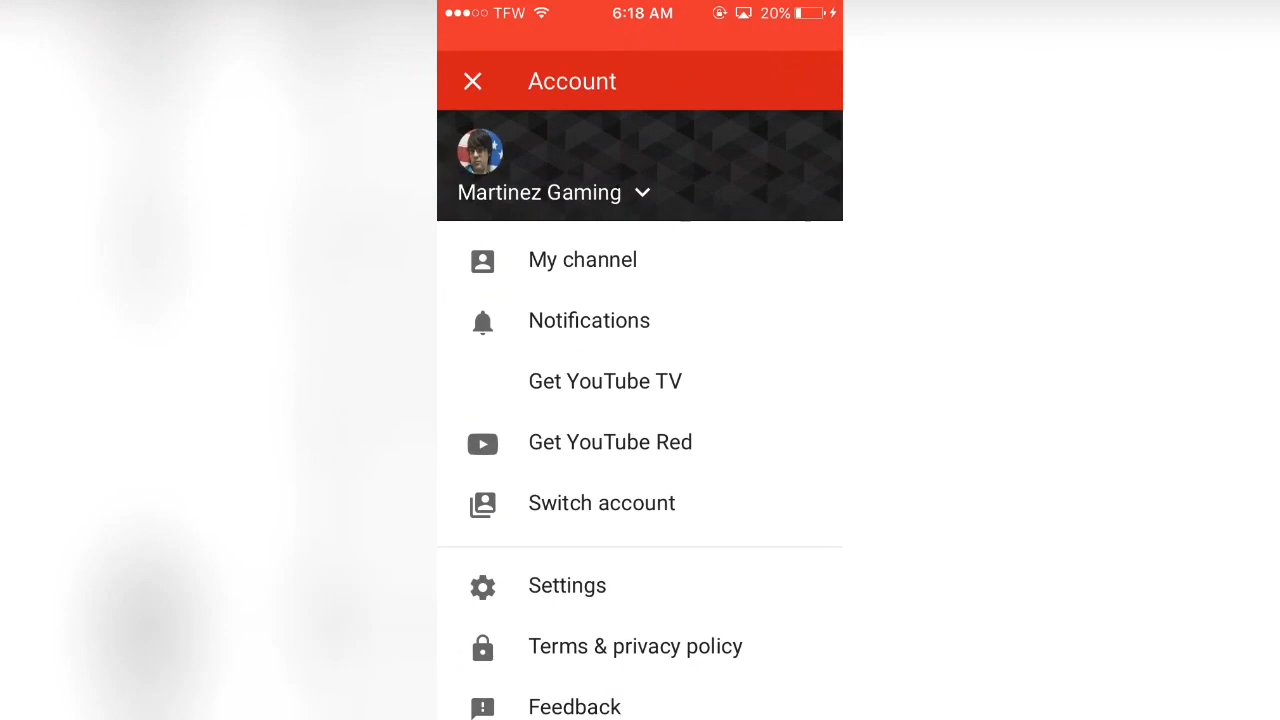 TFW 6:18 AM 20%
Account
Martinez Gaming
My channel
Notifications
Get YouTube TV
Get YouTube Red
Switch account
Settings
Terms & privacy policy
Feedback